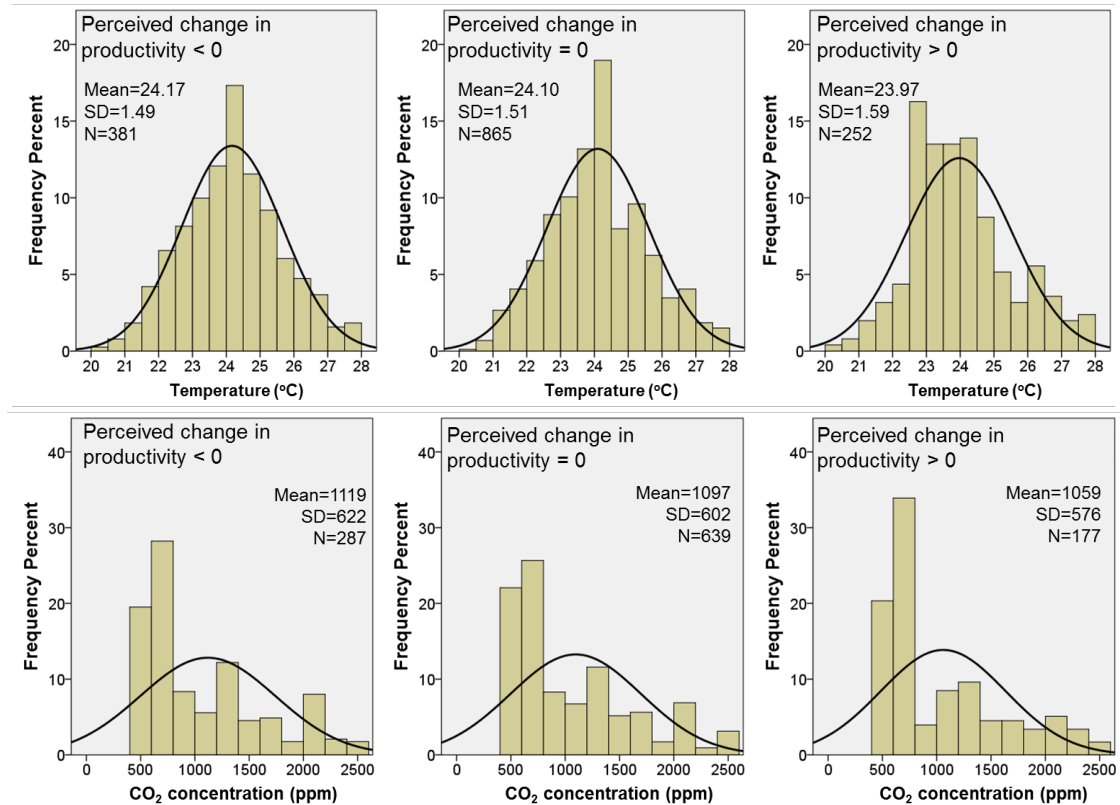 Perceived change in
productivity < 0
Mean=24.17
SD=1.49
N=381
Frequency Percent
20
15
10
5
0
20 21 22 23 24 25 26 27 28
Temperature (°C)
Perceived change in
productivity = 0
Mean=24.10
SD=1.51
N=865
Frequency Percent
20
15
10
5
0
20 21 22 23 24 25 26 27 28
Temperature (°C)
Perceived change in
productivity > 0
Mean=23.97
SD=1.59
N=252
Frequency Percent
20
15
10
5
0
20 21 22 23 24 25 26 27 28
Temperature (°C)
Perceived change in
productivity < 0
Mean=1119
SD=622
N=287
Frequency Percent
40
30
20
10
0
0 500 1000 1500 2000 2500
CO₂ concentration (ppm)
Perceived change in
productivity = 0
Mean=1097
SD=602
N=639
Frequency Percent
40
30
20
10
0
0 500 1000 1500 2000 2500
CO₂ concentration (ppm)
Perceived change in
productivity > 0
Mean=1059
SD=576
N=177
Frequency Percent
40
30
20
10
0
0 500 1000 1500 2000 2500
CO₂ concentration (ppm)